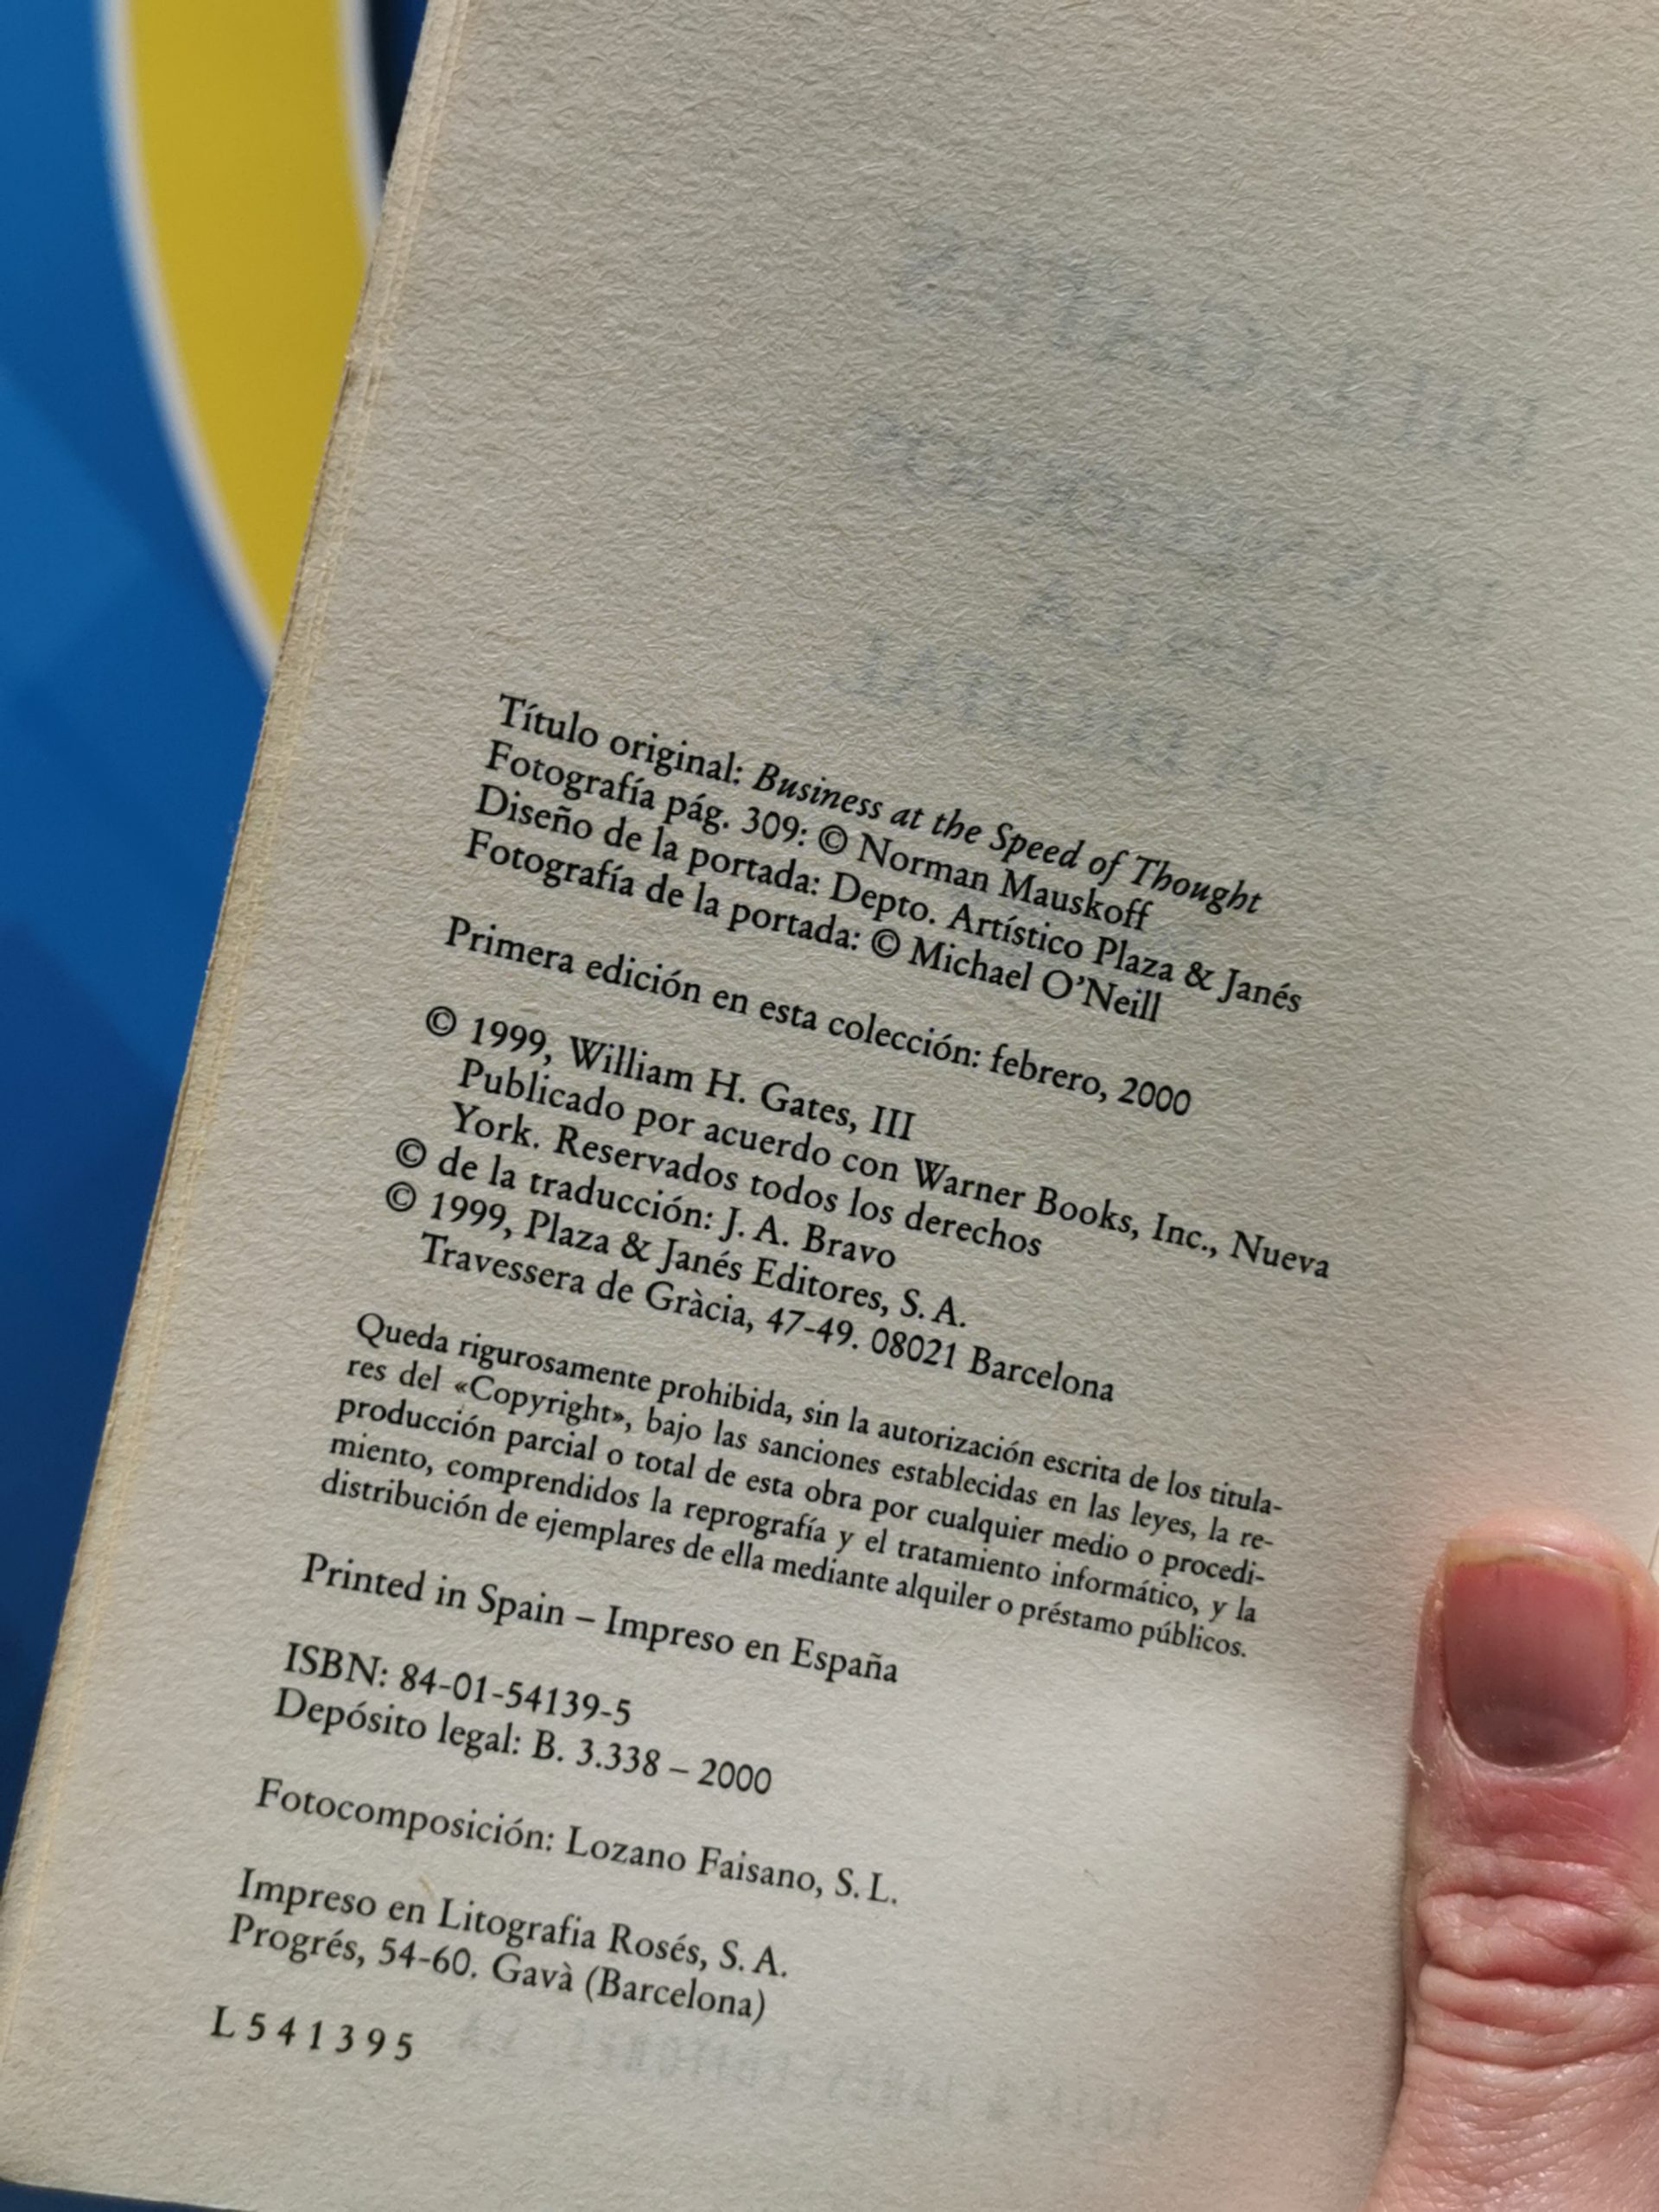 Título original: Business at the Speed of Thought
Fotografía pág. 309: © Norman Mauskoff
Diseño de la portada: Depto. Artístico Plaza & Janés
Fotografía de la portada: © Michael O'Neill
Primera edición en esta colección: febrero, 2000
© 1999, William H. Gates, III
Publicado por acuerdo con Warner Books, Inc., Nueva
York. Reservados todos los derechos
© de la traducción: J. A. Bravo
© 1999, Plaza & Janés Editores, S. A.
Travessera de Gràcia, 47-49. 08021 Barcelona
Queda rigurosamente prohibida, sin la autorización escrita de los titula-
res del «Copyright», bajo las sanciones establecidas en las leyes, la re-
producción parcial o total de esta obra por cualquier medio o procedi-
miento, comprendidos la reprografía y el tratamiento informático, y la
distribución de ejemplares de ella mediante alquiler o préstamo públicos.
Printed in Spain – Impreso en España
ISBN: 84-01-54139-5
Depósito legal: B. 3.338 – 2000
Fotocomposición: Lozano Faisano, S. L.
Impreso en Litografia Rosés, S. A.
Progrés, 54-60. Gavà (Barcelona)
L 5 4 1 3 9 5